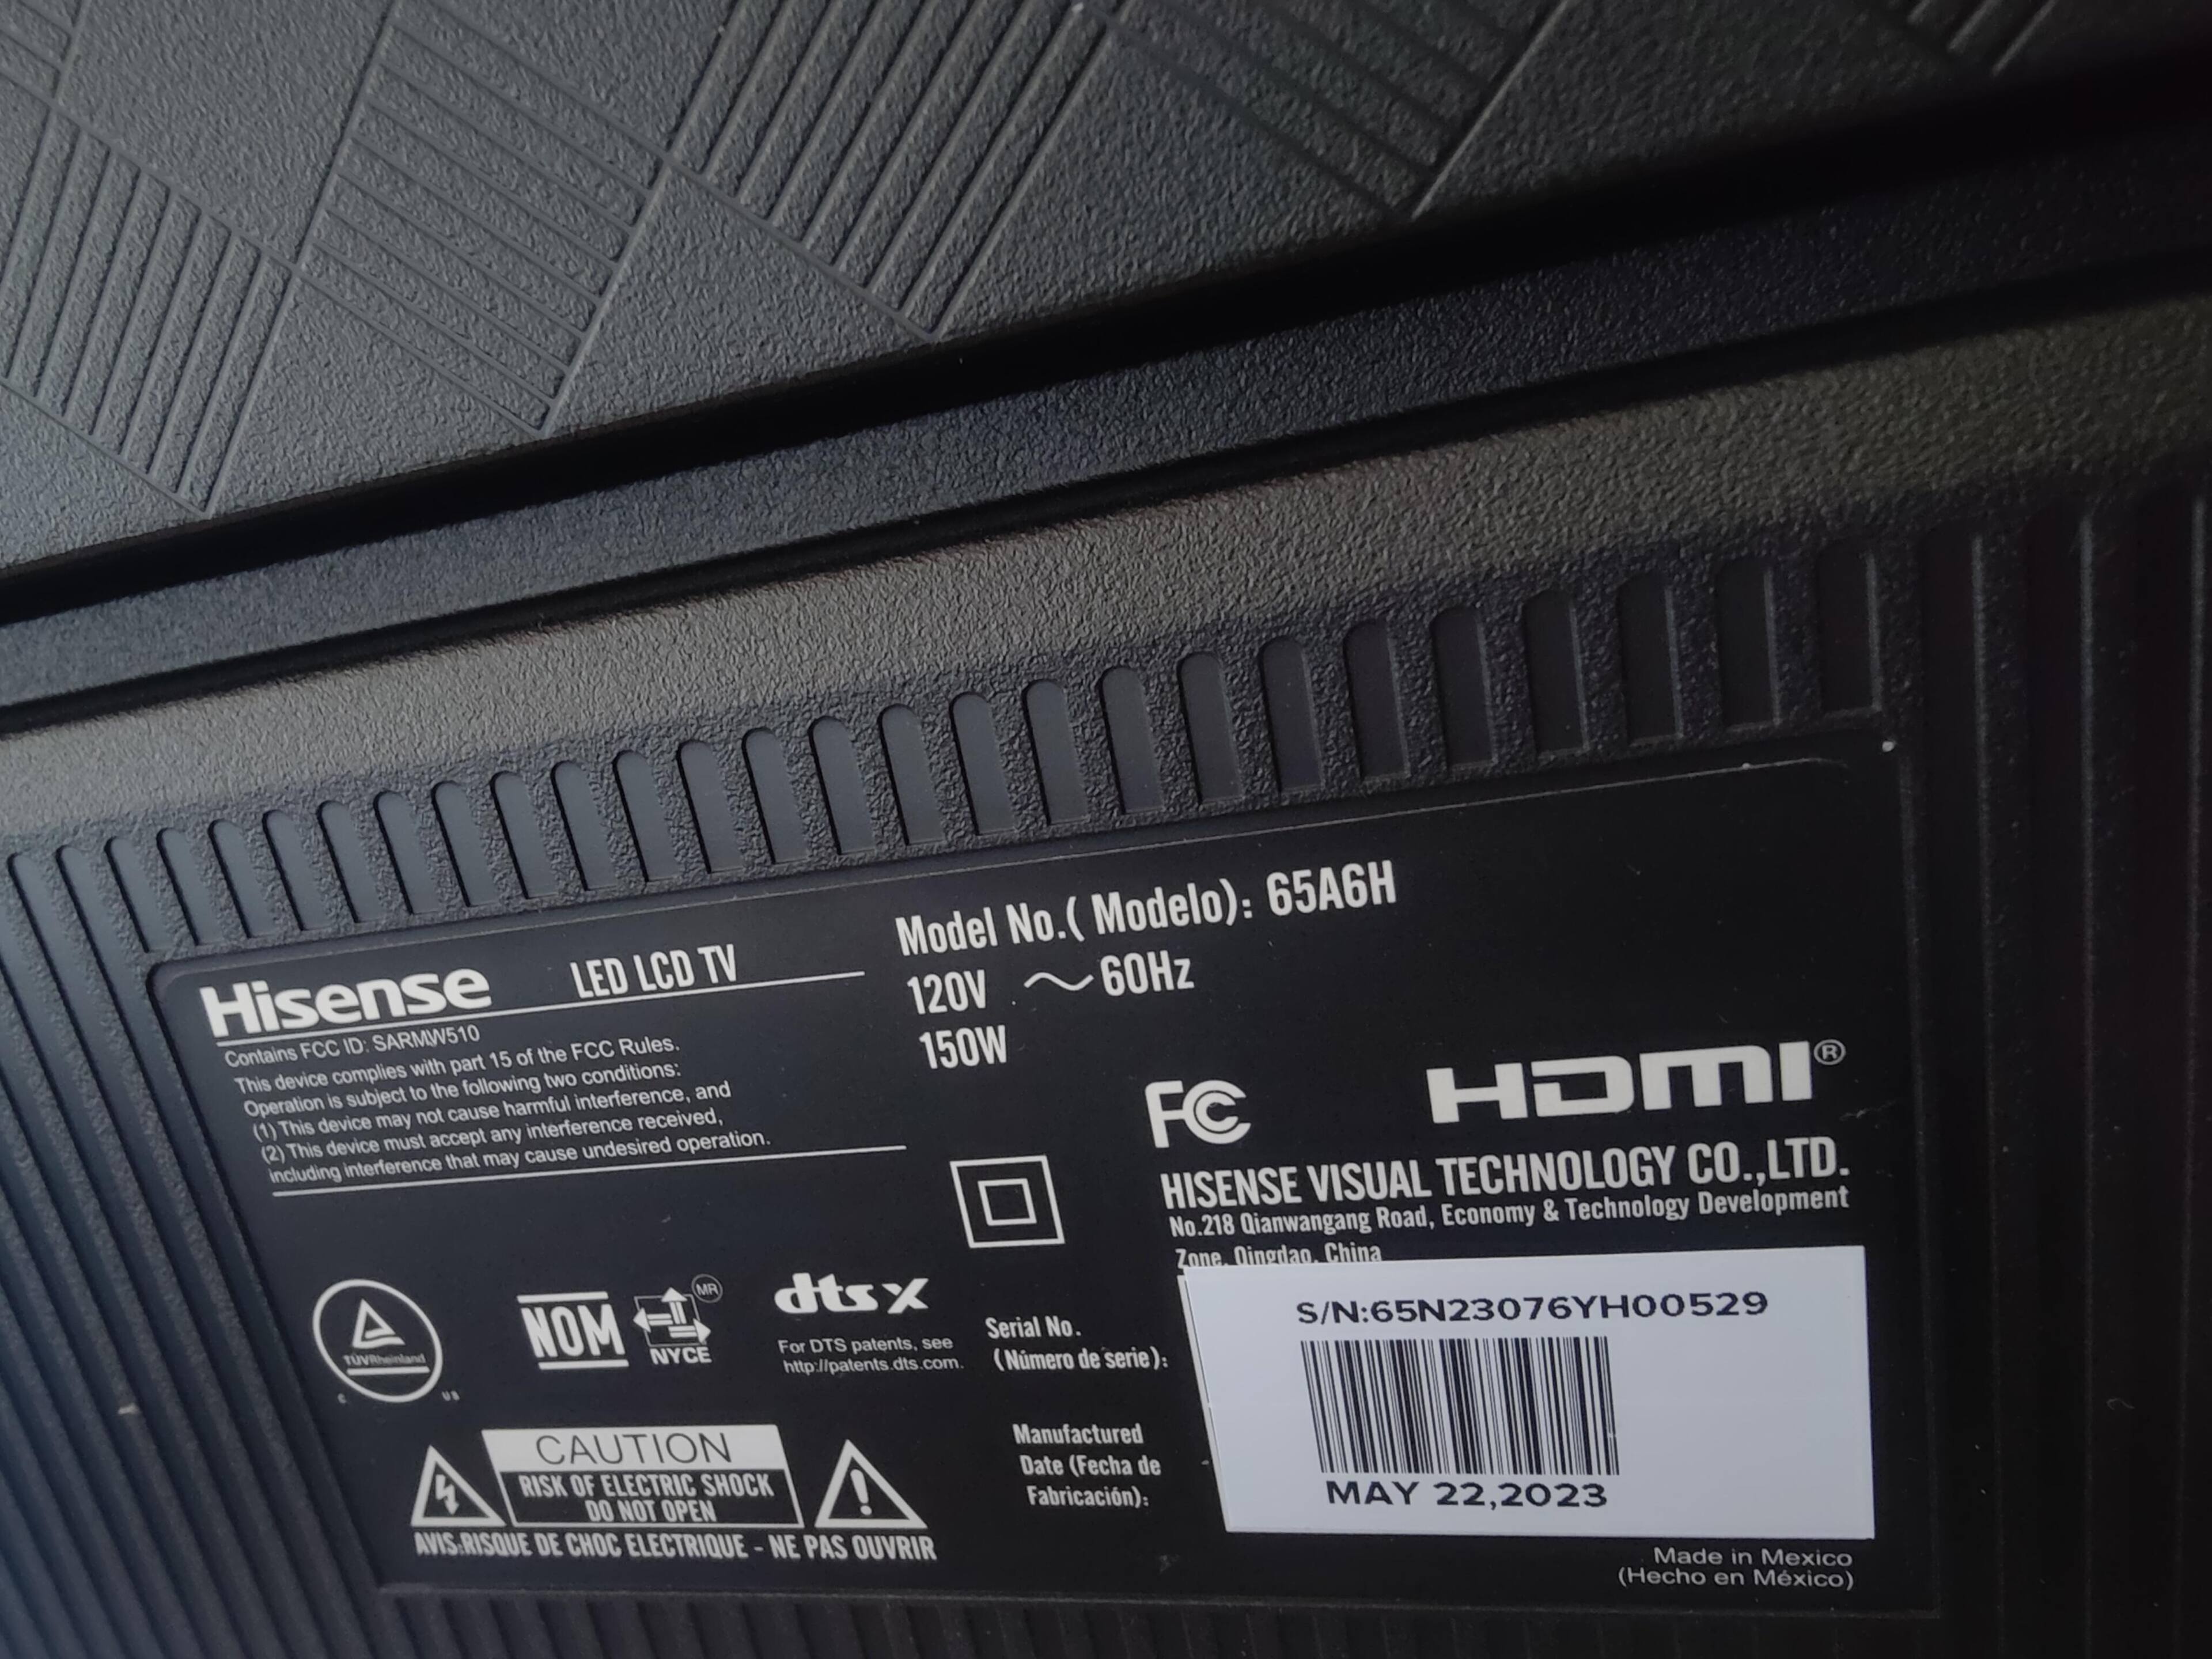 Hisense LED LCD TV
Contains FCC ID: SARMW510
This device complies with part 15 of the FCC Rules.
Operation is subject to the following two conditions:
(1) This device may not cause harmful interference, and
(2) This device must accept any interference received,
including interference that may cause undesired operation.
Model No.( Modelo): 65A6H
120V ~60Hz
150W
FC
HDMI®
HISENSE VISUAL TECHNOLOGY CO.,LTD.
No.218 Qianwangang Road, Economy & Technology Development
Zone, Qingdao, China
TÜVRheinland
C US
NOM
NYCE MR
dts X
For DTS patents, see
http://patents.dts.com.
Serial No.
(Número de serie):
S/N:65N23076YH00529
Manufactured
Date (Fecha de
Fabricación):
MAY 22,2023
CAUTION
RISK OF ELECTRIC SHOCK
DO NOT OPEN
AVIS:RISQUE DE CHOC ELECTRIQUE - NE PAS OUVRIR
Made in Mexico
(Hecho en México)